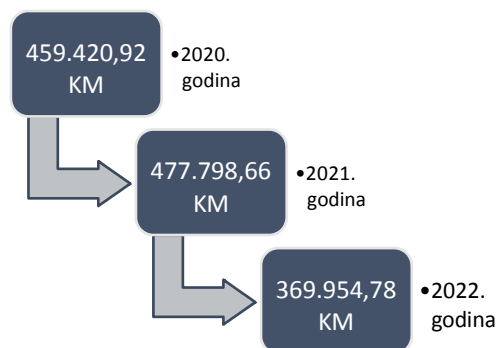 459.420,92
KM
•2020.
godina
477.798,66
KM
•2021.
godina
369.954,78
KM
•2022.
godina